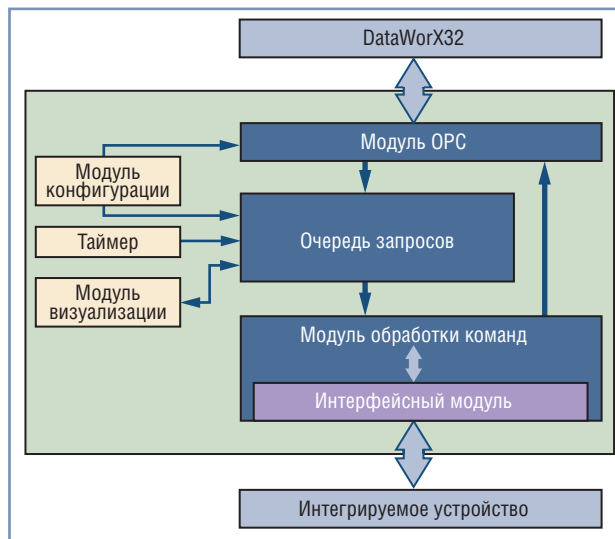 DataWorX32
Модуль OPC
Модуль
конфигурации
Таймер
Очередь запросов
Модуль
визуализации
Модуль обработки команд
Интерфейсный модуль
Интегрируемое устройство